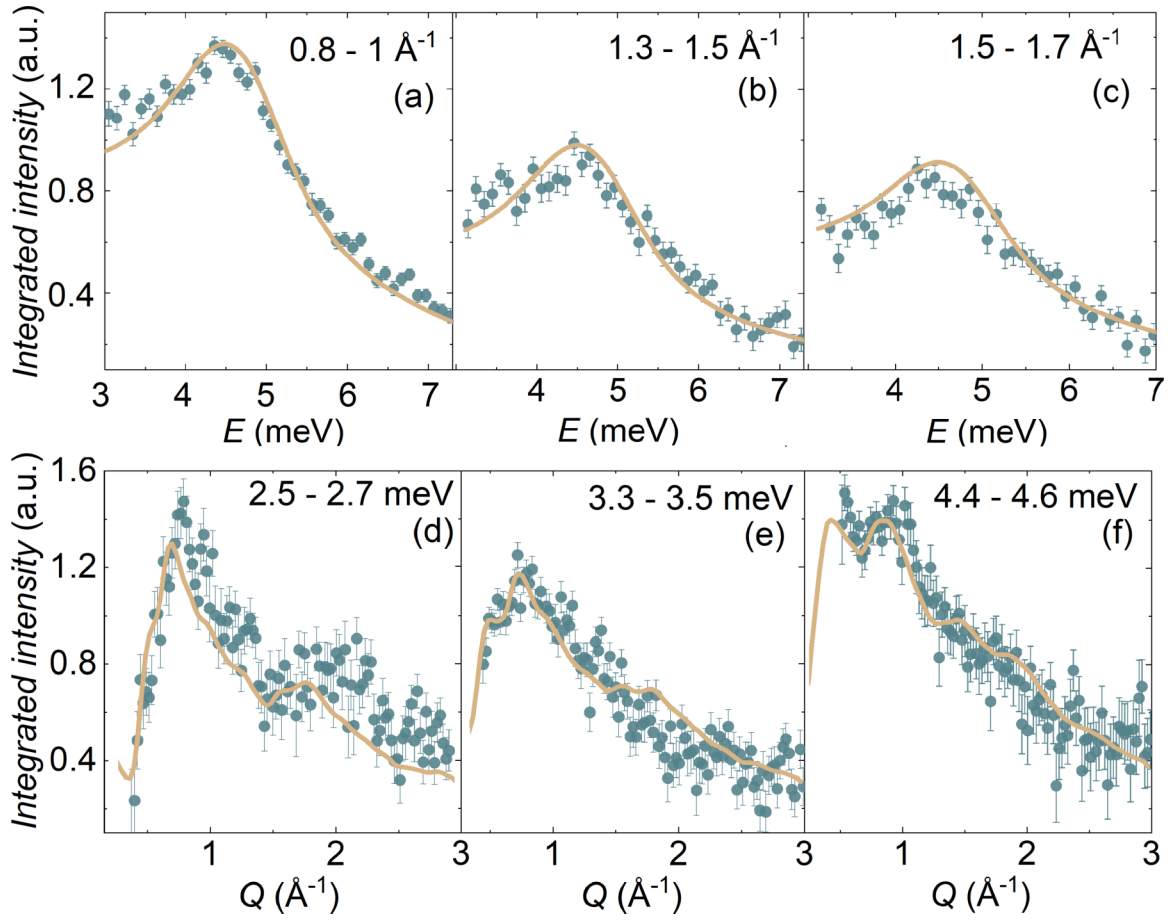 Integrated intensity (a.u.)
1.2
0.8
0.4
0.8 - 1 Å-1
(a)
1.3 - 1.5 Å-1
(b)
1.5 - 1.7 Å-1
(c)
3 4 5 6 7
4 5 6 7
4 5 6 7
E (meV)
E (meV)
E (meV)
Integrated intensity (a.u.)
1.6
1.2
0.8
0.4
2.5 - 2.7 meV
(d)
3.3 - 3.5 meV
(e)
4.4 - 4.6 meV
(f)
1 2 3
1 2 3
1 2 3
Q (Å-1)
Q (Å-1)
Q (Å-1)